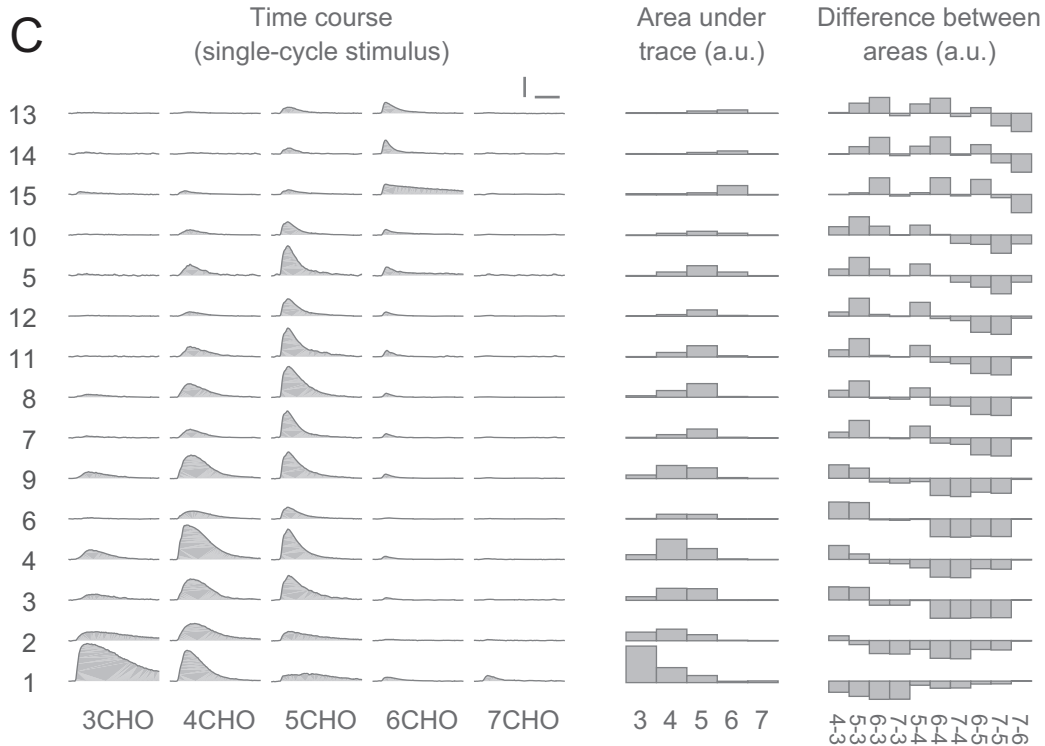 C
Time course
(single-cycle stimulus)
Area under
trace (a.u.)
Difference between
areas (a.u.)
13
14
15
10
5
12
11
8
7
9
6
4
3
2
1
3CHO 4CHO 5CHO 6CHO 7CHO
3 4 5 6 7
4-3
5-3
6-3
7-3
5-4
6-4
7-4
6-5
7-5
7-6